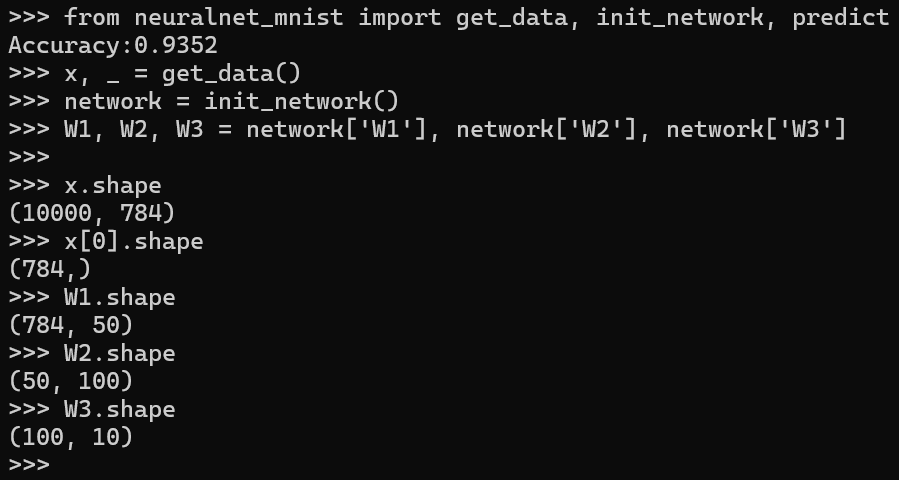 >>> from neuralnet_mnist import get_data, init_network, predict
Accuracy:0.9352
>>> x, _ = get_data()
>>> network = init_network()
>>> W1, W2, W3 = network['W1'], network['W2'], network['W3']
>>>
>>> x.shape
(10000, 784)
>>> x[0].shape
(784,)
>>> W1.shape
(784, 50)
>>> W2.shape
(50, 100)
>>> W3.shape
(100, 10)
>>>